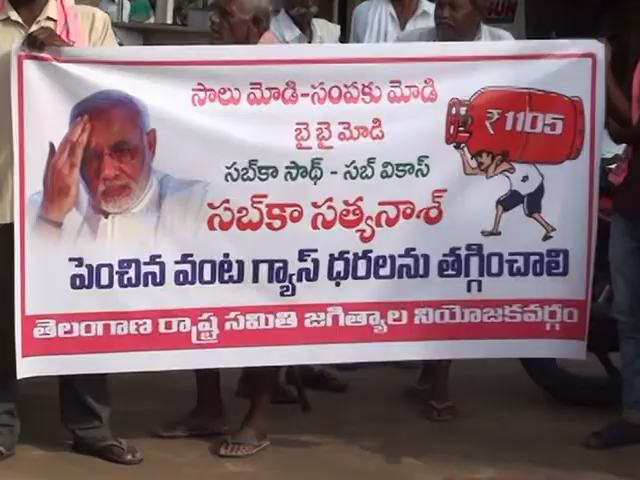 సాలు మోడి-సంపకు మోడి
బై బై మోడి
సబ్‌కా సాథ్ - సబ్ వికాస్
సబ్‌కా సత్యనాశ్
₹1105
పెంచిన వంట గ్యాస్ ధరలను తగ్గించాలి
తెలంగాణ రాష్ట్ర సమితి జగిత్యాల నియోజకవర్గం